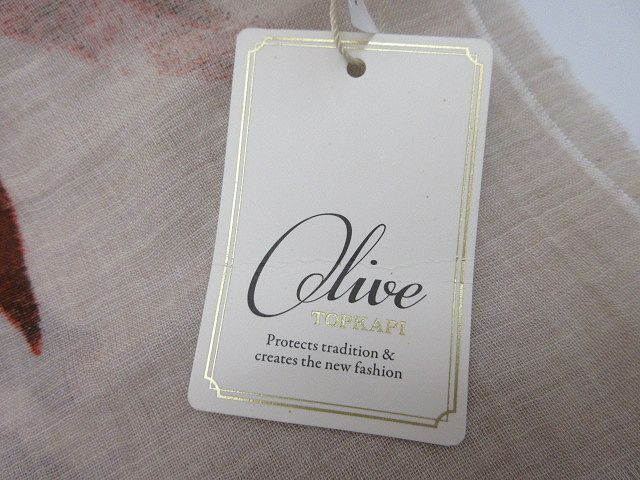 Olive
TOPKAPI
Protects tradition &
creates the new fashion